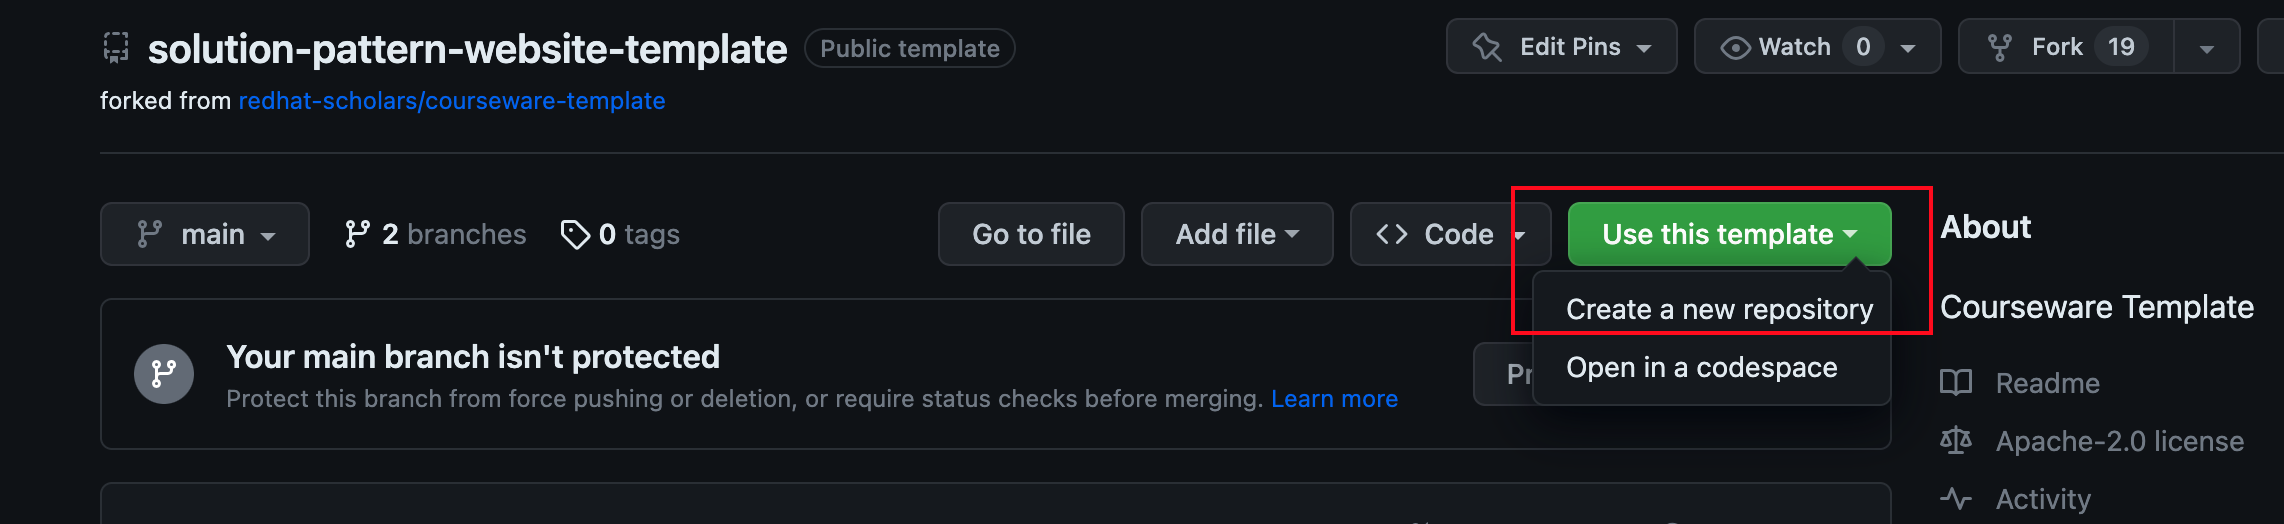 solution-pattern-website-template Public template Edit Pins Watch 0 Fork 19
forked from redhat-scholars/courseware-template
main 2 branches 0 tags Go to file Add file <> Code Use this template About
Create a new repository Courseware Template
Your main branch isn't protected
Open in a codespace
Readme
Protect this branch from force pushing or deletion, or require status checks before merging. Learn more
Apache-2.0 license
Activity